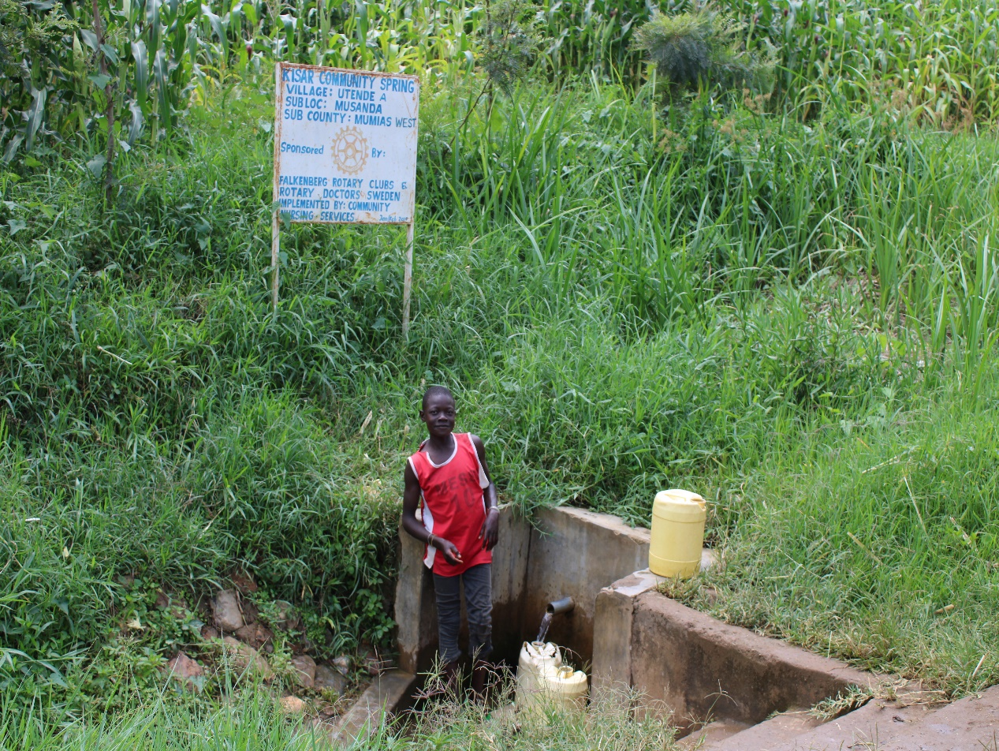 KISAR COMMUNITY SPRING
VILLAGE: UTENDE A
SUBLOC: MUSANDA
SUB COUNTY: MUMIAS WEST
Sponsored By:
FALKENBERG ROTARY CLUBS &
ROTARY DOCTORS SWEDEN
IMPLEMENTED BY: COMMUNITY
NURSING SERVICES